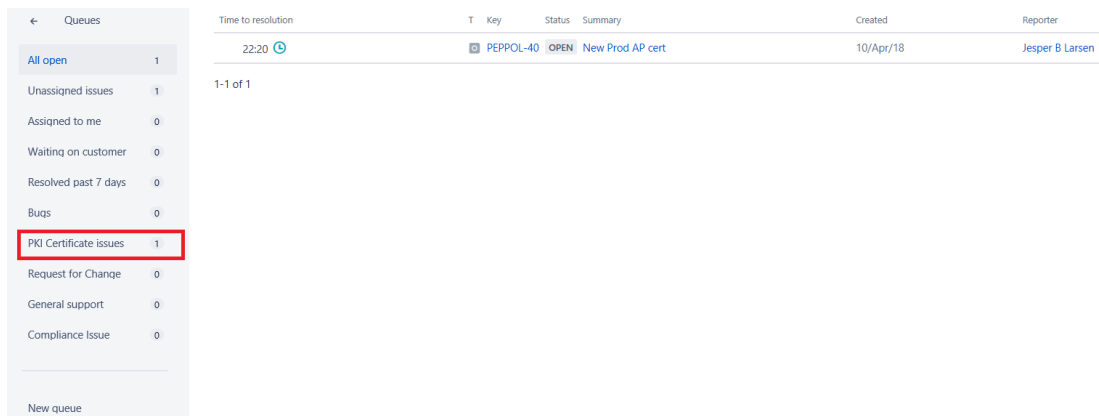 ← Queues
All open 1
Unassigned issues 1
Assigned to me 0
Waiting on customer 0
Resolved past 7 days 0
Bugs 0
PKI Certificate issues 1
Request for Change 0
General support 0
Compliance Issue 0
New queue
Time to resolution T Key Status Summary Created Reporter
22:20 PEPPOL-40 OPEN New Prod AP cert 10/Apr/18 Jesper B Larsen
1-1 of 1